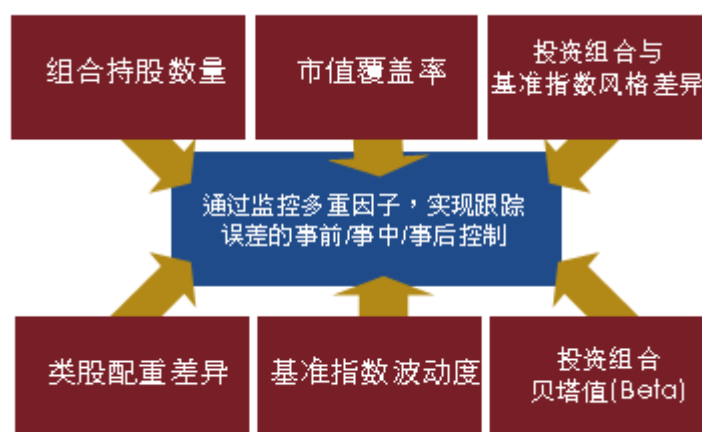 组合持股数量
市值覆盖率
投资组合与
基准指数风格差异
通过监控多重因子，实现跟踪
误差的事前/事中/事后控制
类股配重差异
基准指数波动度
投资组合
贝塔值(Beta)